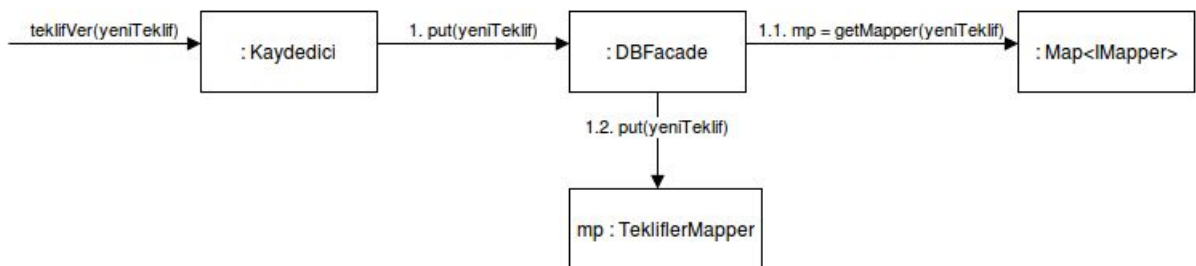 teklifVer(yeniTeklif)
: Kaydedici
1. put(yeniTeklif)
: DBFacade
1.1. mp = getMapper(yeniTeklif)
: Map<IMapper>
1.2. put(yeniTeklif)
mp : TekliflerMapper